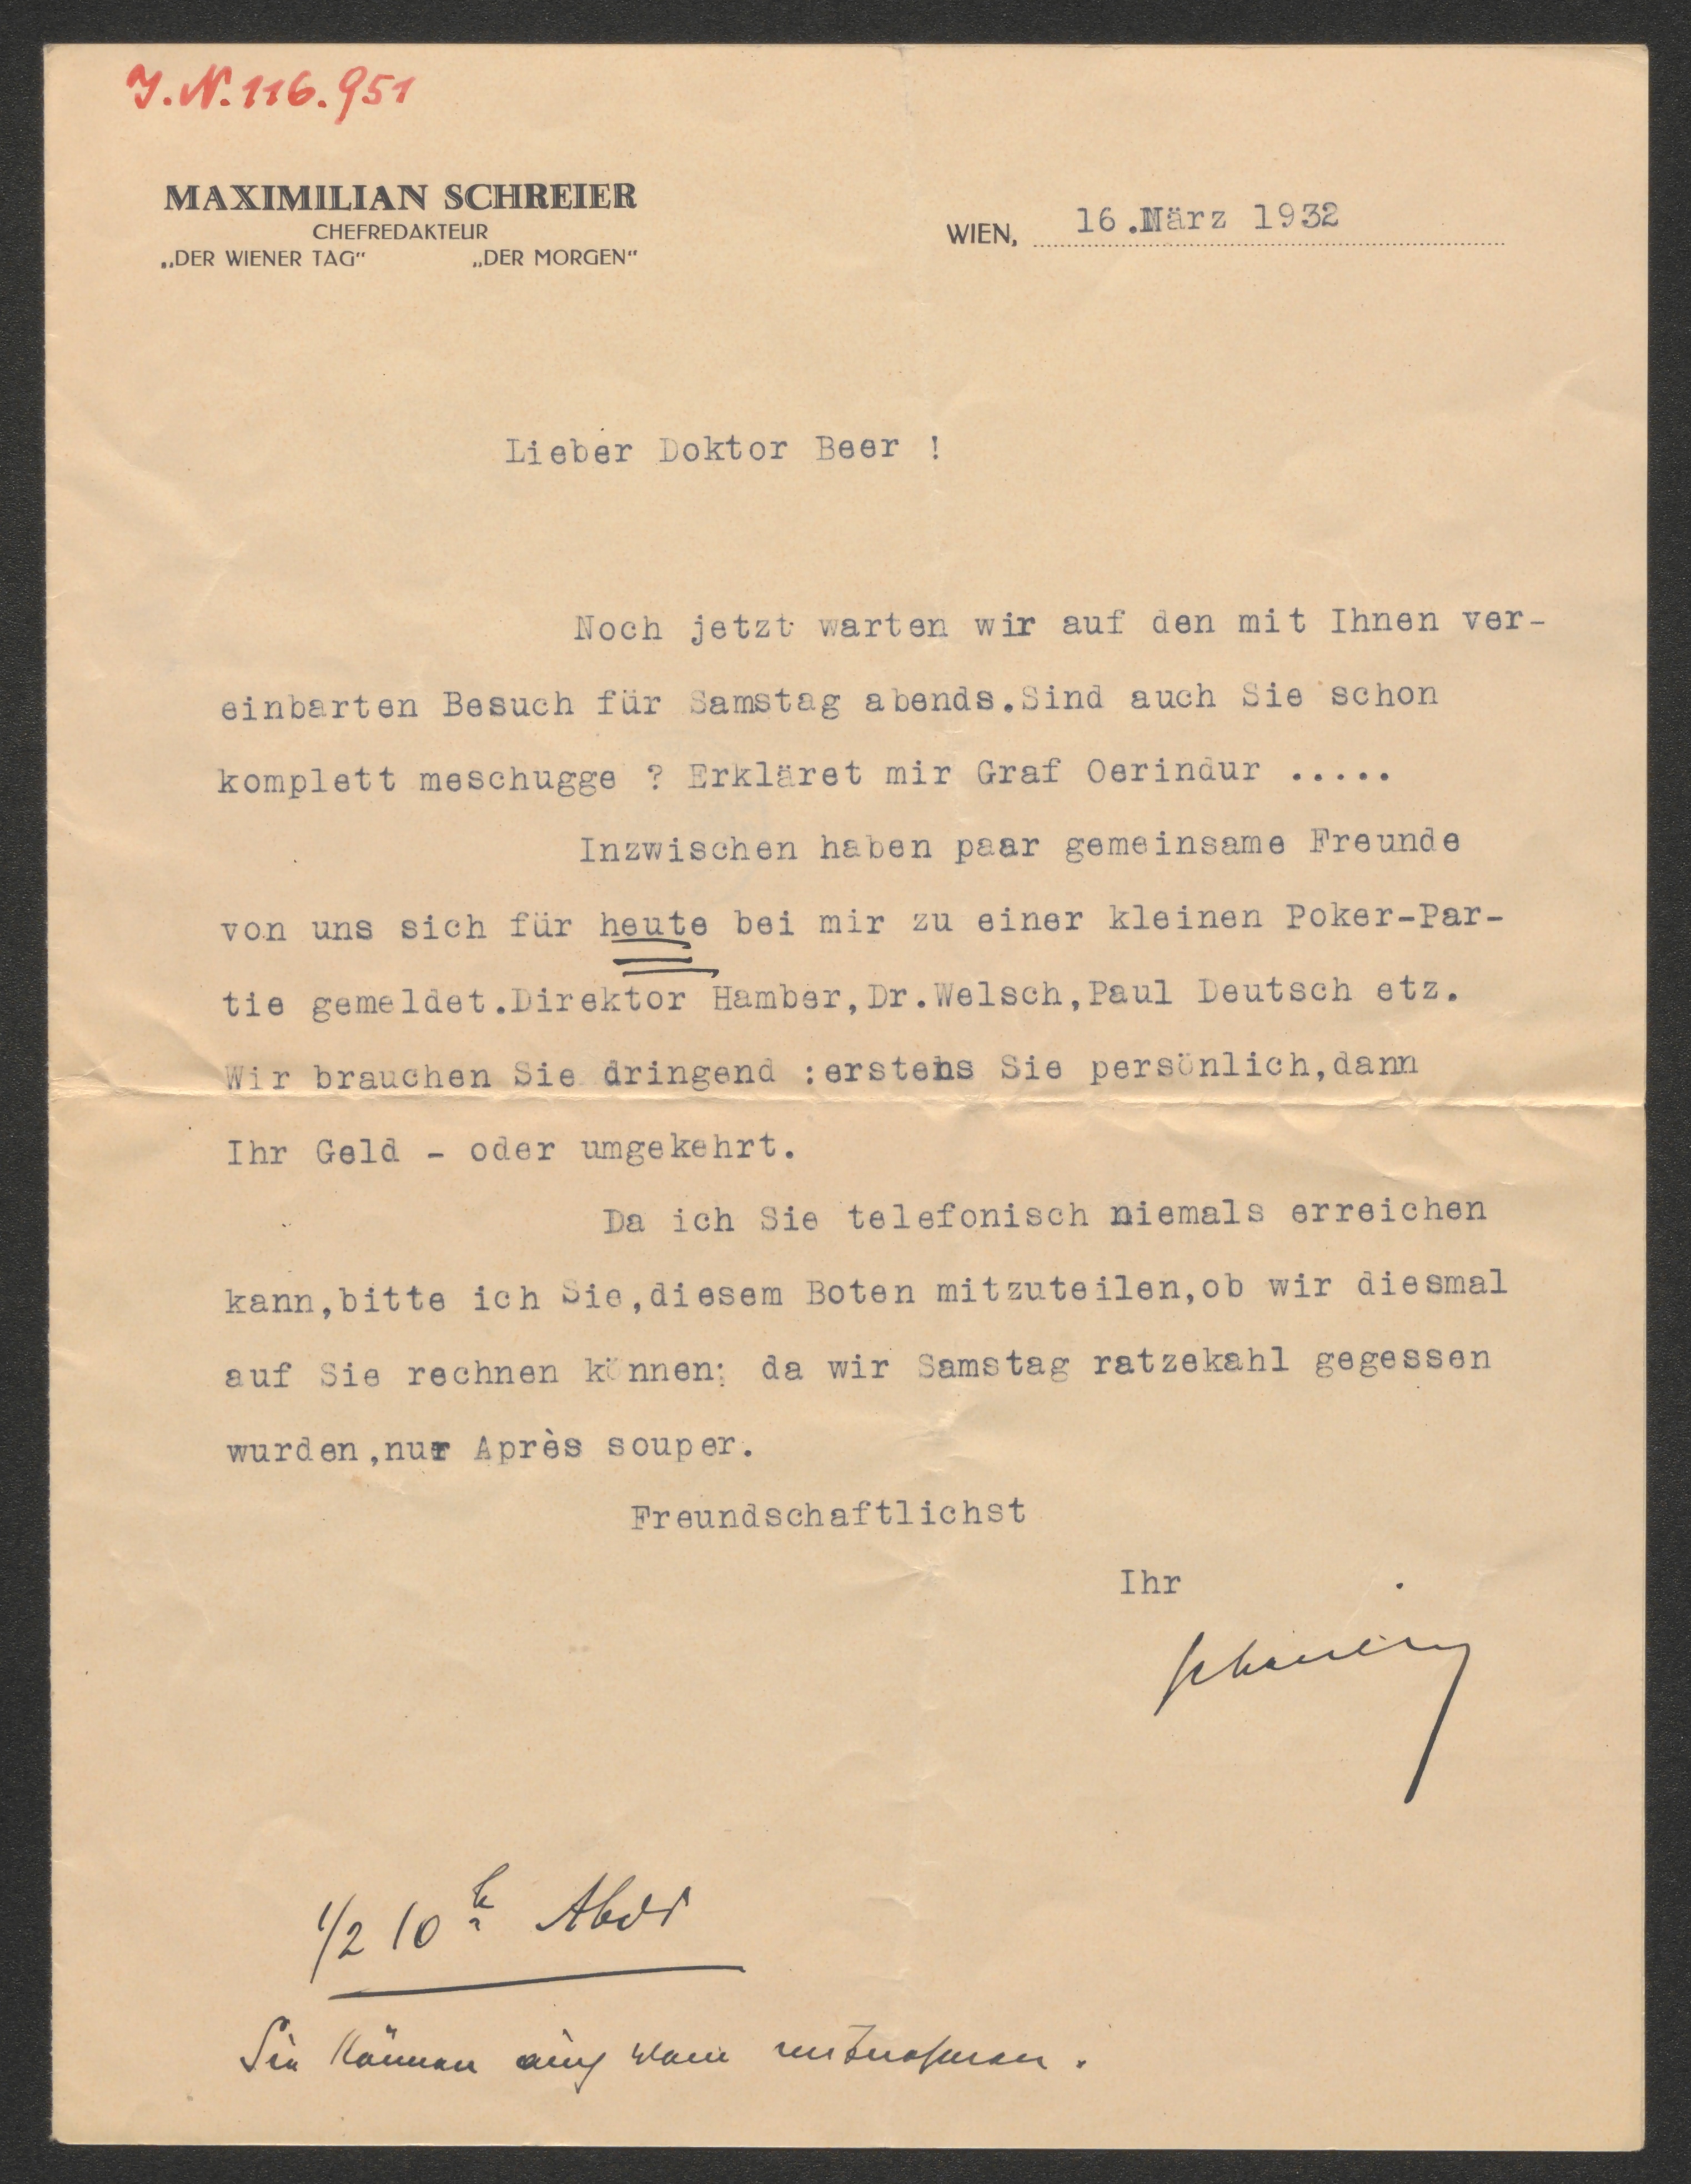 J.N. 116.951
MAXIMILIAN SCHREIER
CHEFREDAKTEUR
„DER WIENER TAG" „DER MORGEN"
WIEN, 16.März 1932
Lieber Doktor Beer !
Noch jetzt warten wir auf den mit Ihnen ver-
einbarten Besuch für Samstag abends.Sind auch Sie schon
komplett meschugge ? Erkläret mir Graf Oerindur .....
Inzwischen haben paar gemeinsame Freunde
von uns sich für heute bei mir zu einer kleinen Poker-Par-
tie gemeldet.Direktor Hamber,Dr.Welsch,Paul Deutsch etz.
Wir brauchen Sie dringend :erstens Sie persönlich,dann
Ihr Geld - oder umgekehrt.
Da ich Sie telefonisch niemals erreichen
kann,bitte ich Sie,diesem Boten mitzuteilen,ob wir diesmal
auf Sie rechnen können; da wir Samstag ratzekahl gegessen
wurden,nur Après souper.
Freundschaftlichst
Ihr
Schreier
1/2 10 h Abds
Sie können auch